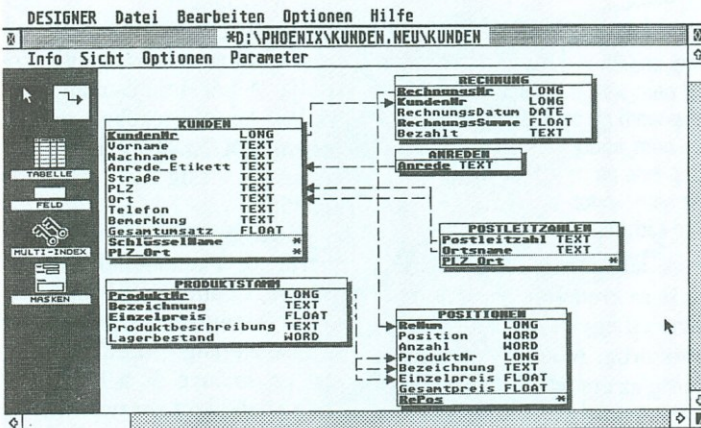 DESIGNER Datei Bearbeiten Optionen Hilfe
*D:\PHOENIX\KUNDEN.NEU\KUNDEN
Info Sicht Optionen Parameter
TABELLE
FELD
MULTI-INDEX
MASKEN
KUNDEN
KundenNr LONG
Vorname TEXT
Nachname TEXT
Anrede_Etikett TEXT
Straße TEXT
PLZ TEXT
Ort TEXT
Telefon TEXT
Bemerkung TEXT
Gesamtumsatz FLOAT
SchlüsselName *
PLZ_Ort *
PRODUKTSTAMM
ProduktNr LONG
Bezeichnung TEXT
Einzelpreis FLOAT
Produktbeschreibung TEXT
Lagerbestand WORD
RECHNUNG
RechnungsNr LONG
KundenNr LONG
RechnungsDatum DATE
RechnungsSumme FLOAT
Bezahlt TEXT
ANREDEN
Anrede TEXT
POSTLEITZAHLEN
Postleitzahl TEXT
Ortsname TEXT
PLZ_Ort *
POSITIONEN
ReNum LONG
Position WORD
Anzahl WORD
ProduktNr LONG
Bezeichnung TEXT
Einzelpreis FLOAT
Gesamtpreis FLOAT
RePos *